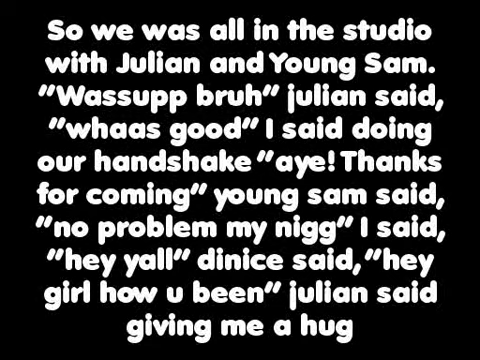 So we was all in the studio
with Julian and Young Sam.
"Wassupp bruh" julian said,
"whaas good" I said doing
our handshake "aye! Thanks
for coming" young sam said,
"no problem my nigg" I said,
"hey yall" dinice said,"hey
girl how u been" julian said
giving me a hug